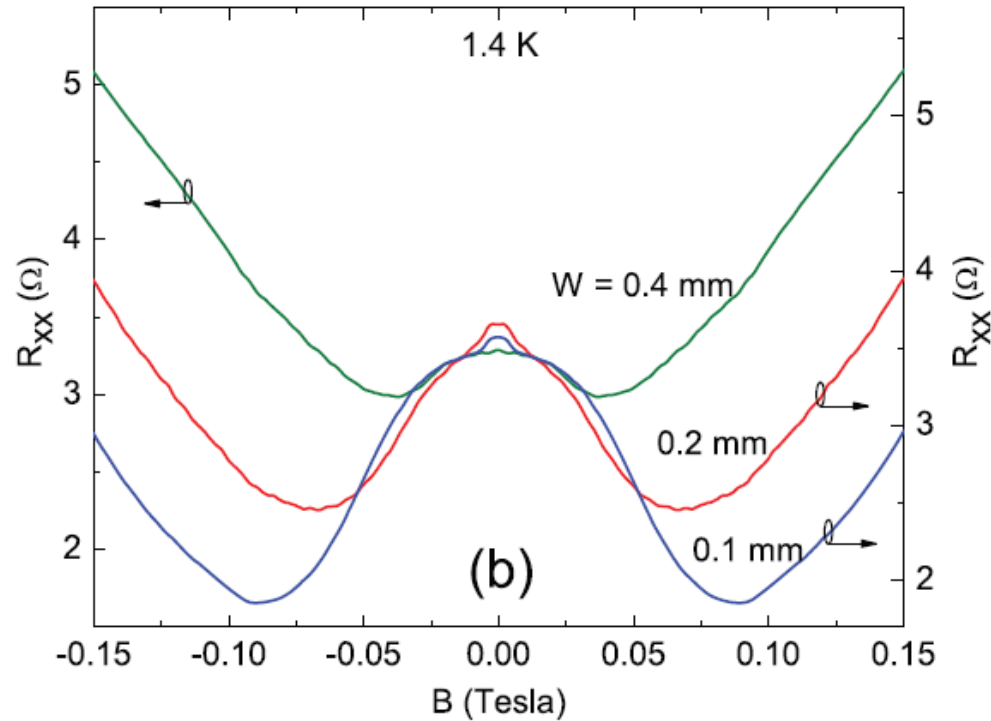 1.4 K
5
4
3
2
R_xx (Ω)
5
4
3
2
R_xx (Ω)
W = 0.4 mm
0.2 mm
0.1 mm
(b)
-0.15 -0.10 -0.05 0.00 0.05 0.10 0.15
B (Tesla)